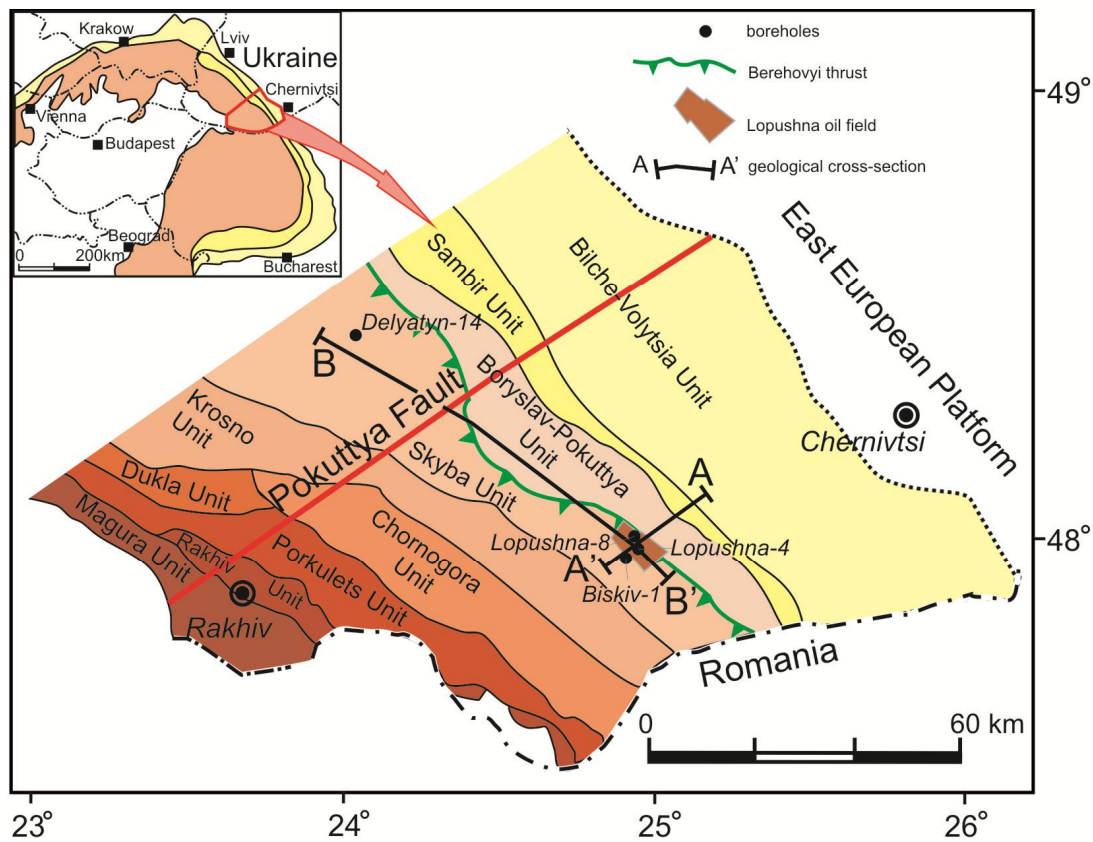 Krakow
Lviv
Ukraine
Chernivtsi
Vienna
Budapest
Beograd
0 200km
Bucharest
boreholes
Berehovyi thrust
Lopushna oil field
A A' geological cross-section
49°
Sambir Unit
Bilche-Volytsia Unit
East European Platform
Delyatyn-14
B
Boryslav-Pokuttya
Unit
Pokuttya Fault
Krosno
Unit
Chernivtsi
Skyba Unit
A
Dukla Unit
Magura Unit
Chornogora
Unit
Lopushna-8
Lopushna-4
48°
Rakhiv
Unit
Porkulets Unit
A'
Biskiv-1
B'
Rakhiv
Romania
0 60 km
23°
24°
25°
26°